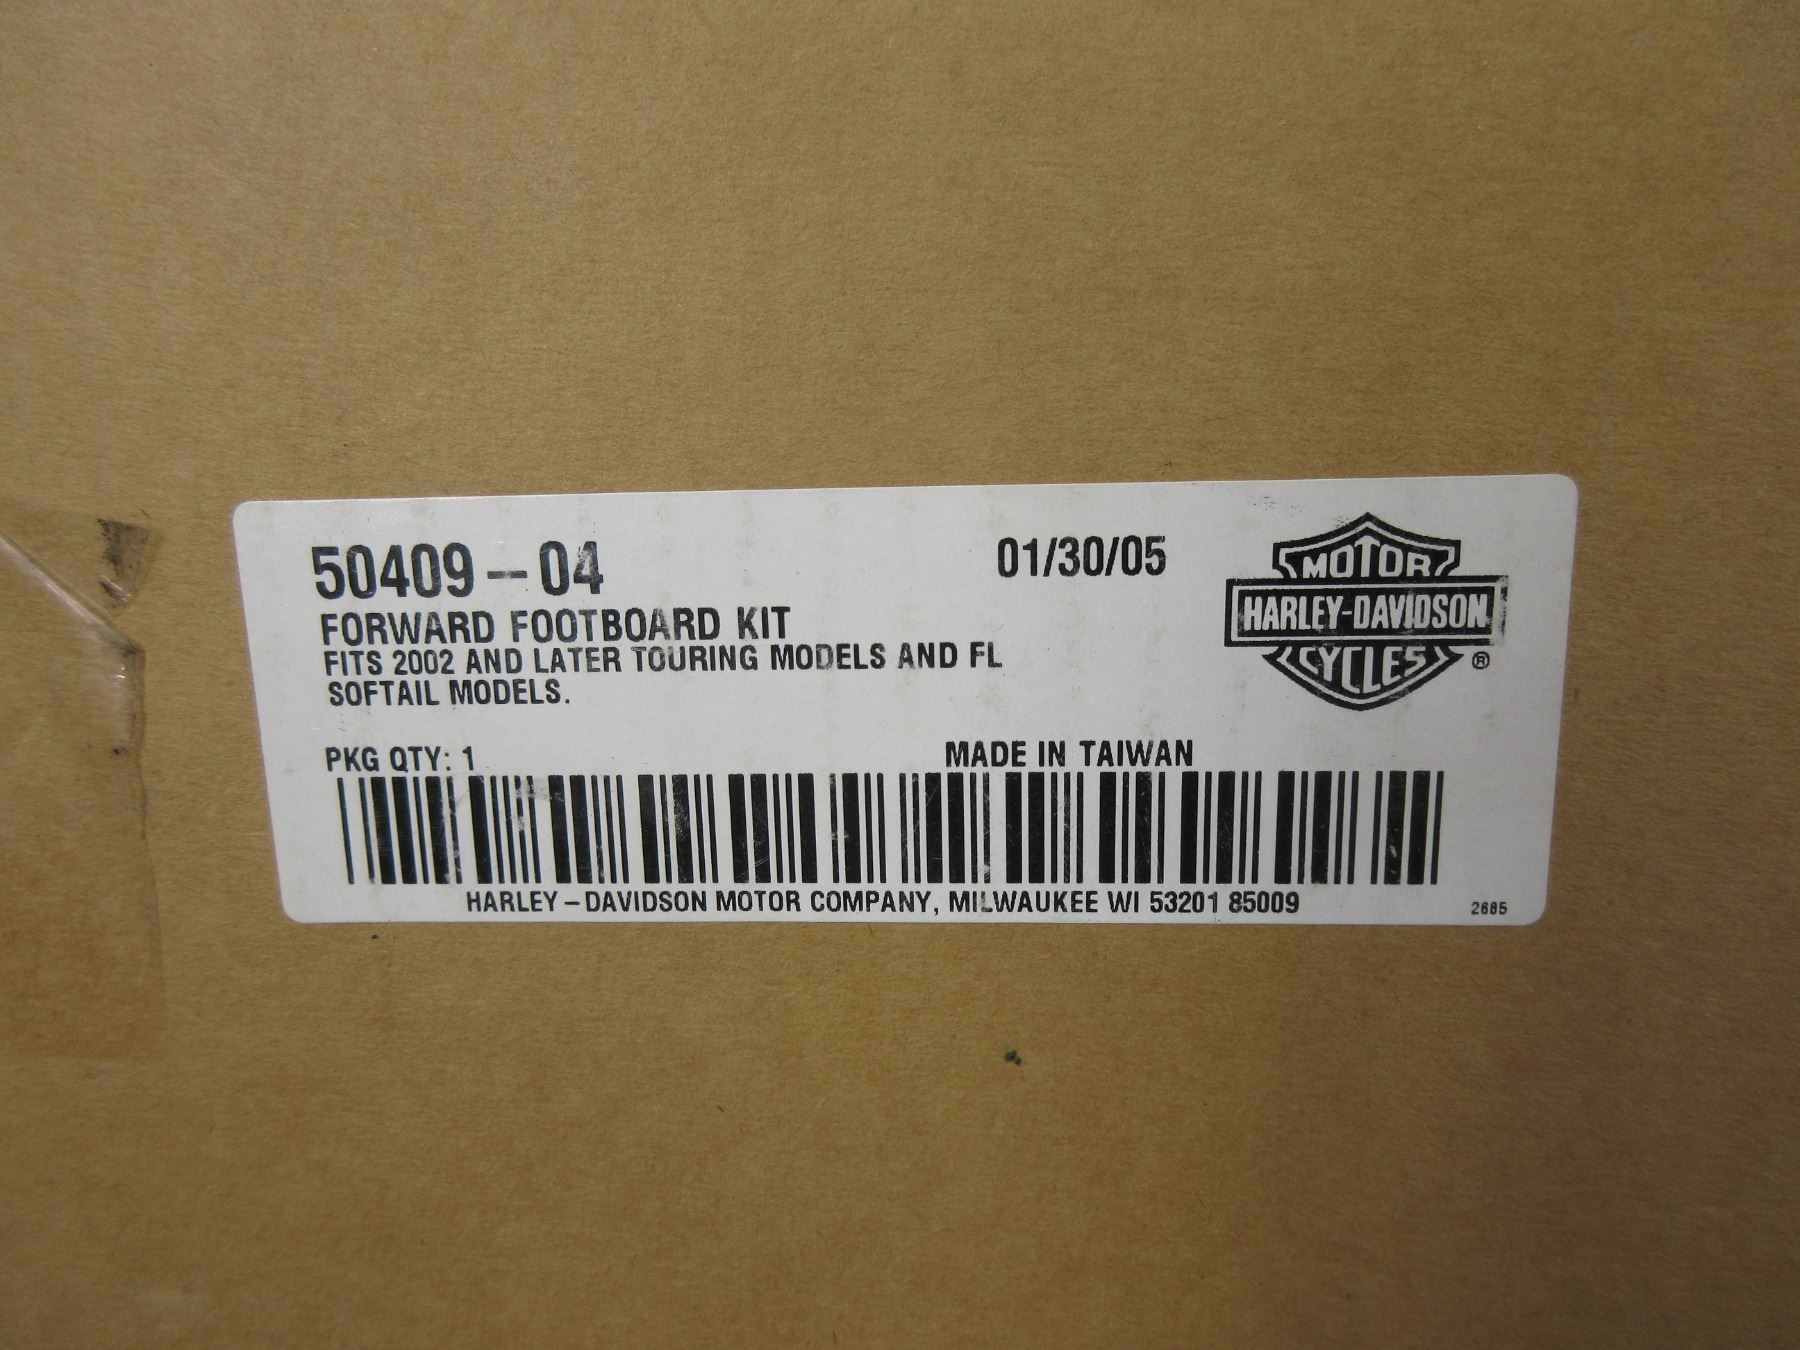 50409-04
01/30/05
FORWARD FOOTBOARD KIT
FITS 2002 AND LATER TOURING MODELS AND FL
SOFTAIL MODELS.
MOTOR
HARLEY-DAVIDSON
CYCLES
®
PKG QTY: 1
MADE IN TAIWAN
HARLEY-DAVIDSON MOTOR COMPANY, MILWAUKEE WI 53201 85009
2685